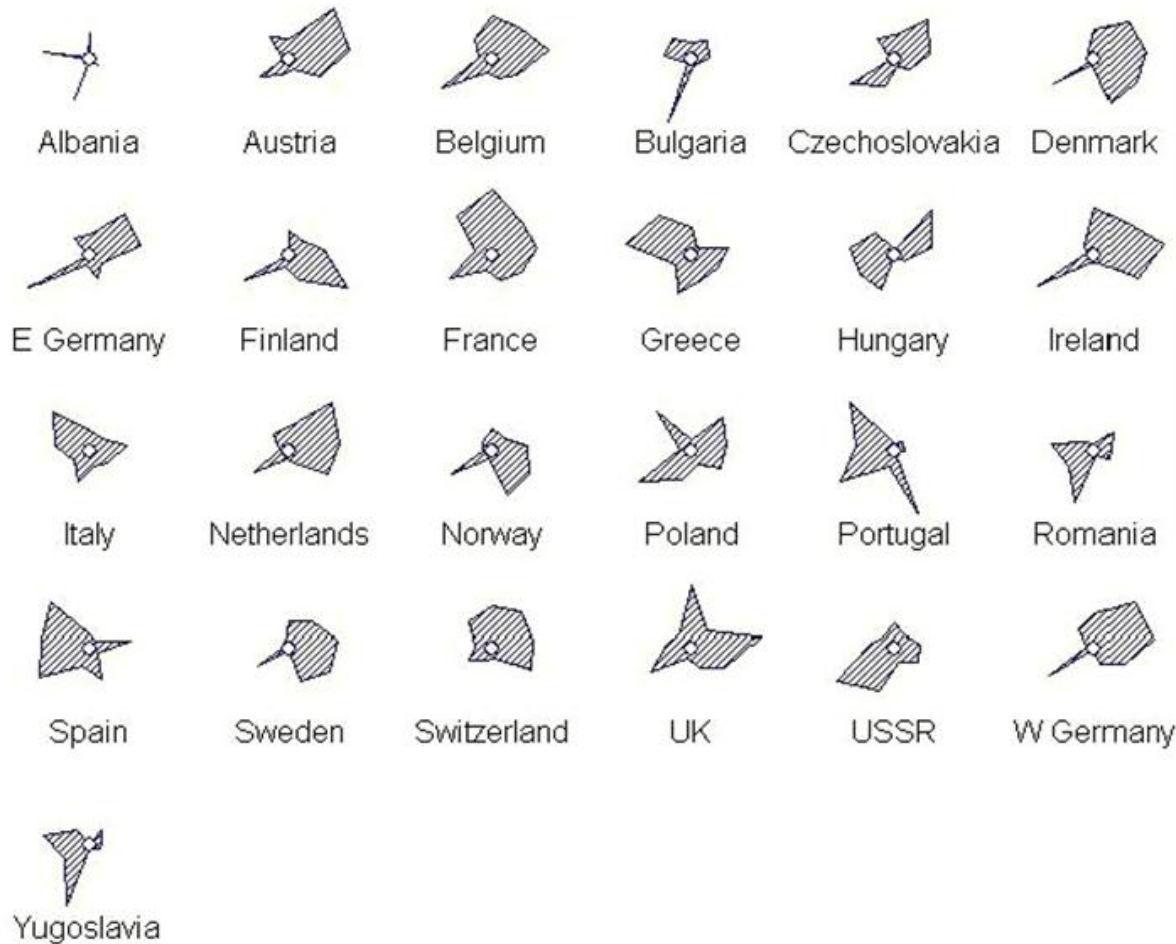 Albania Austria Belgium Bulgaria Czechoslovakia Denmark
E Germany Finland France Greece Hungary Ireland
Italy Netherlands Norway Poland Portugal Romania
Spain Sweden Switzerland UK USSR W Germany
Yugoslavia